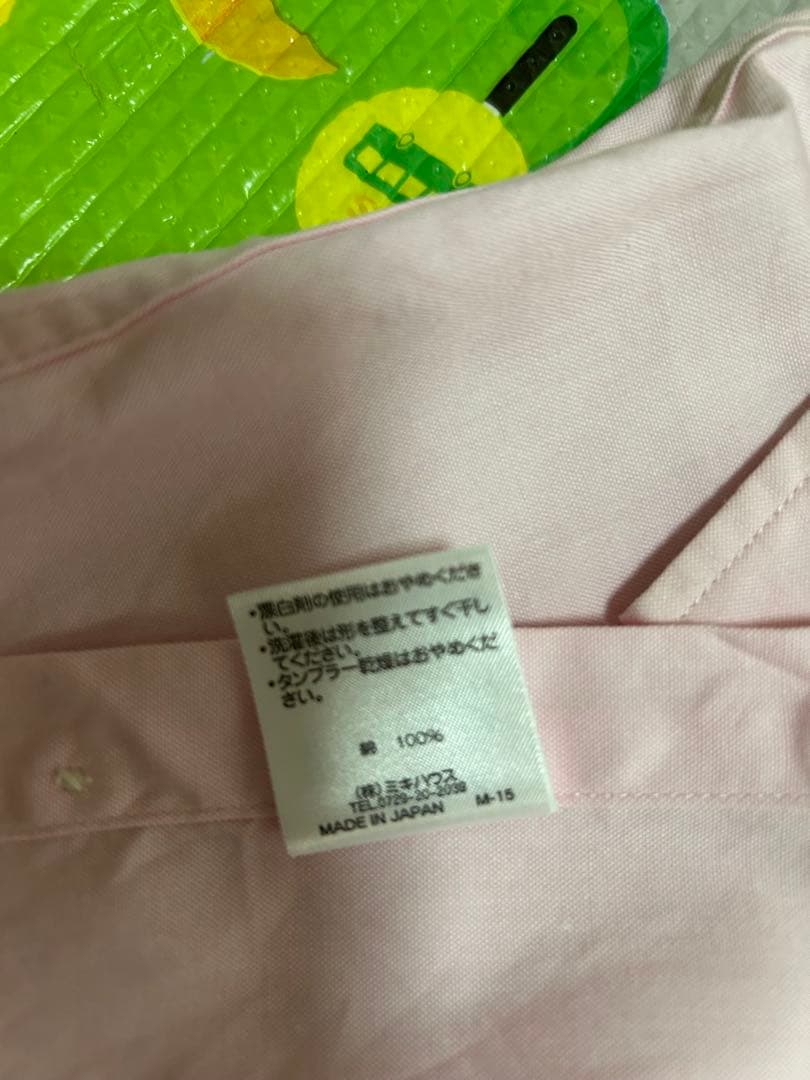 ・漂白剤の使用はおやめくださ
い。
・洗濯後は形を整えてすぐ干し
てください。
・タンブラー乾燥はおやめくだ
さい。
綿 100%
(株)ミキハウス
TEL.0729-20-2039
MADE IN JAPAN M-15